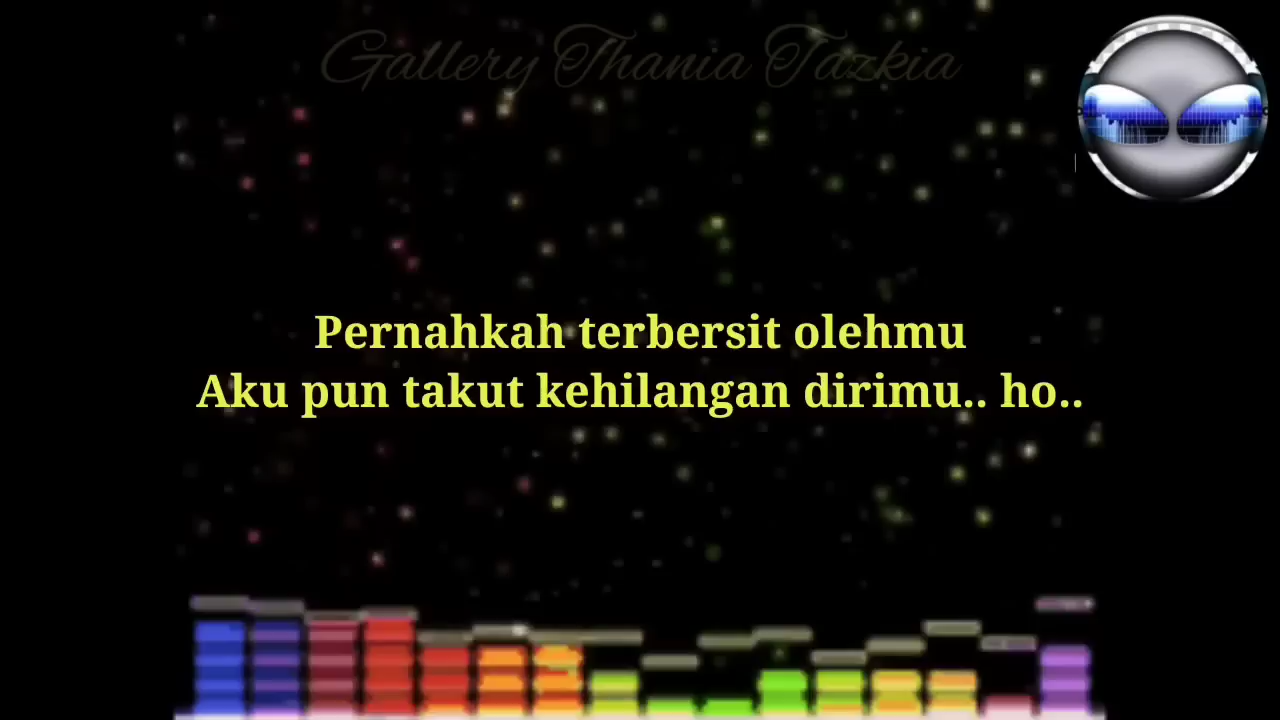 Gallery Thania Tazkia
Pernahkah terbersit olehmu
Aku pun takut kehilangan dirimu.. ho..